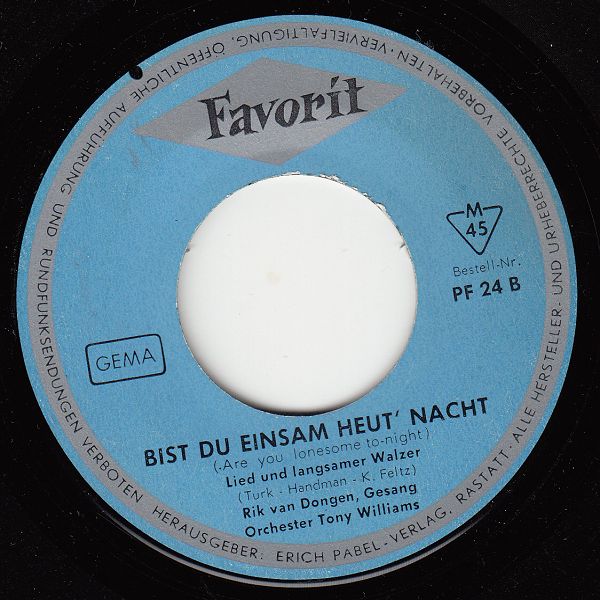 Favorit
M
45
Bestell-Nr.
PF 24 B
GEMA
BIST DU EINSAM HEUT' NACHT
(·Are you lonesome to-night)
Lied und langsamer Walzer
(Turk - Handman - K. Feltz)
Rik van Dongen, Gesang
Orchester Tony Williams
HERAUSGEBER: ERICH PABEL-VERLAG, RASTATT· ALLE HERSTELLER- UND URHEBERRECHTE VORBEHALTEN· VERVIELFÄLTIGUNG, ÖFFENTLICHE AUFFÜHRUNG UND RUNDFUNKSENDUNGEN VERBOTEN